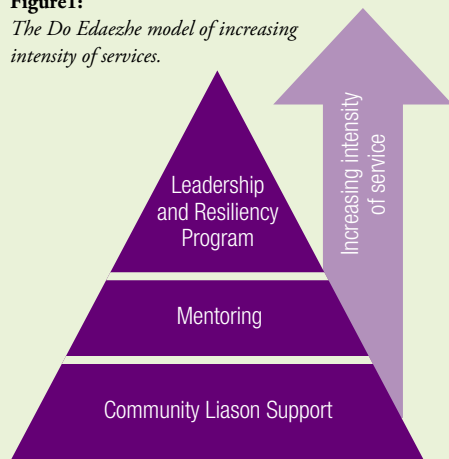 Figure1:
The Do Edaezhe model of increasing
intensity of services.
Leadership
and Resiliency
Program
Mentoring
Community Liason Support
Increasing intensity
of service